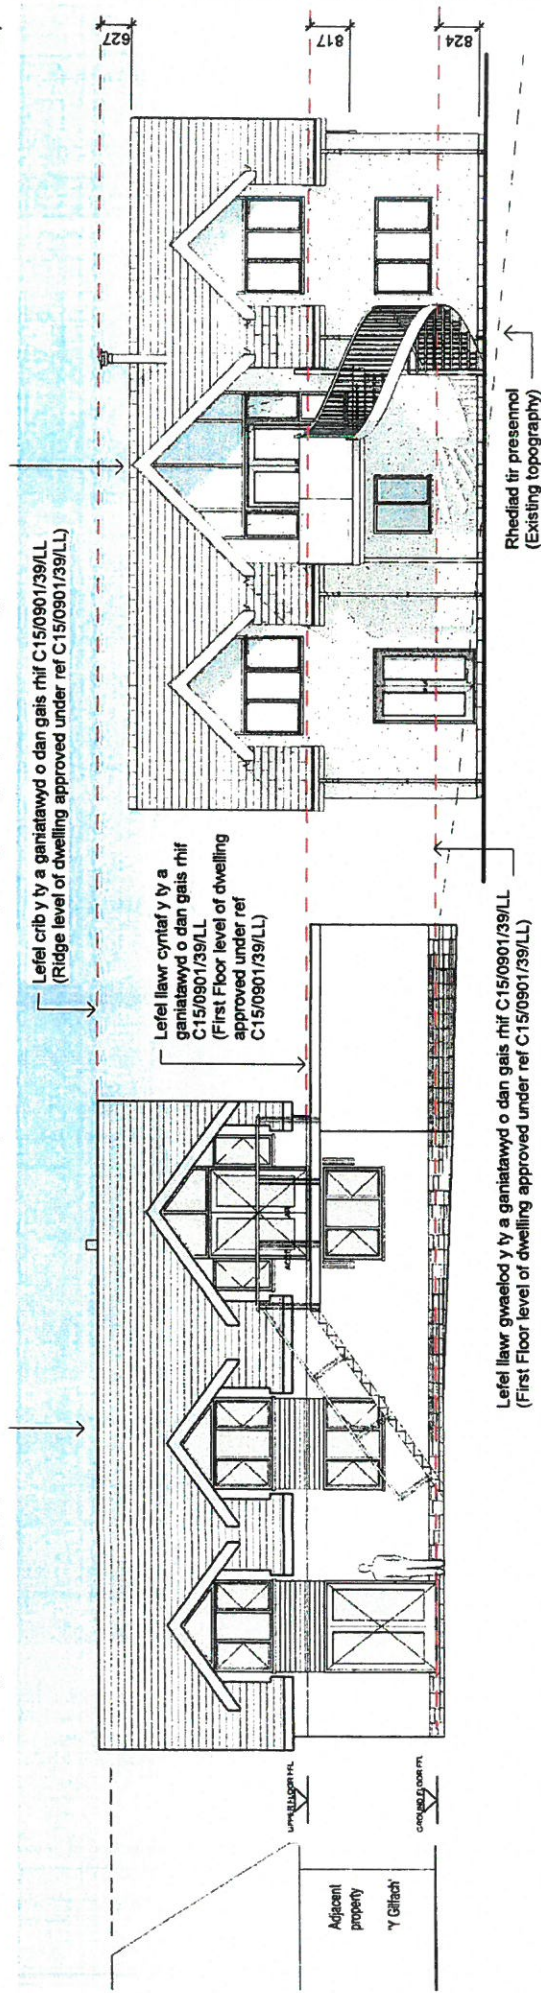 Lefel crib y ty a ganiatawyd o dan gais rhif C15/0901/39/LL
(Ridge level of dwelling approved under ref C15/0901/39/LL)
Lefel llawr cyntaf y ty a
ganiatawyd o dan gais rhif
C15/0901/39/LL
(First Floor level of dwelling
approved under ref
C15/0901/39/LL)
Lefel llawr gwaelod y ty a ganiatawyd o dan gais rhif C15/0901/39/LL
(First Floor level of dwelling approved under ref C15/0901/39/LL)
Rhediad tir presennol
(Existing topography)
627
817
824
UPPER FLOOR FFL
GROUND FLOOR FFL
Adjacent
property
'Y Gilfach'